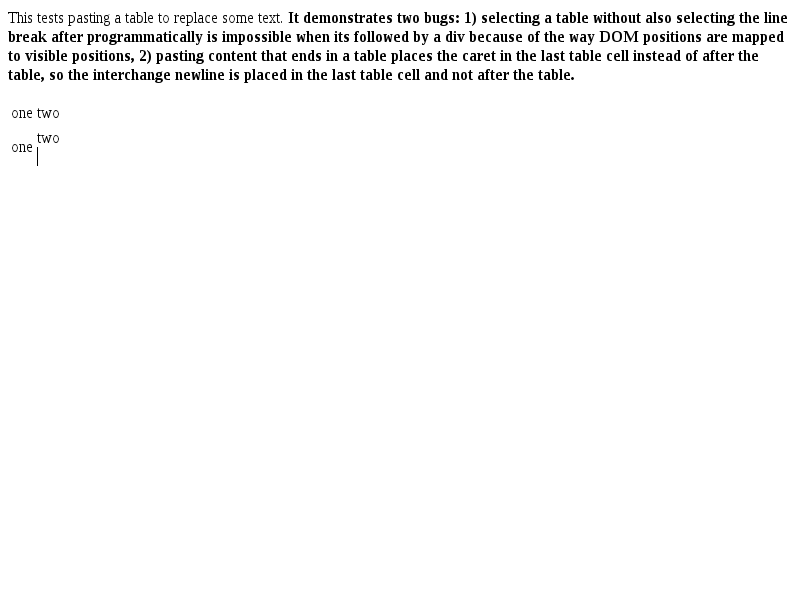 This tests pasting a table to replace some text. It demonstrates two bugs: 1) selecting a table without also selecting the line
break after programmatically is impossible when its followed by a div because of the way DOM positions are mapped
to visible positions, 2) pasting content that ends in a table places the caret in the last table cell instead of after the
table, so the interchange newline is placed in the last table cell and not after the table.
one two
one two